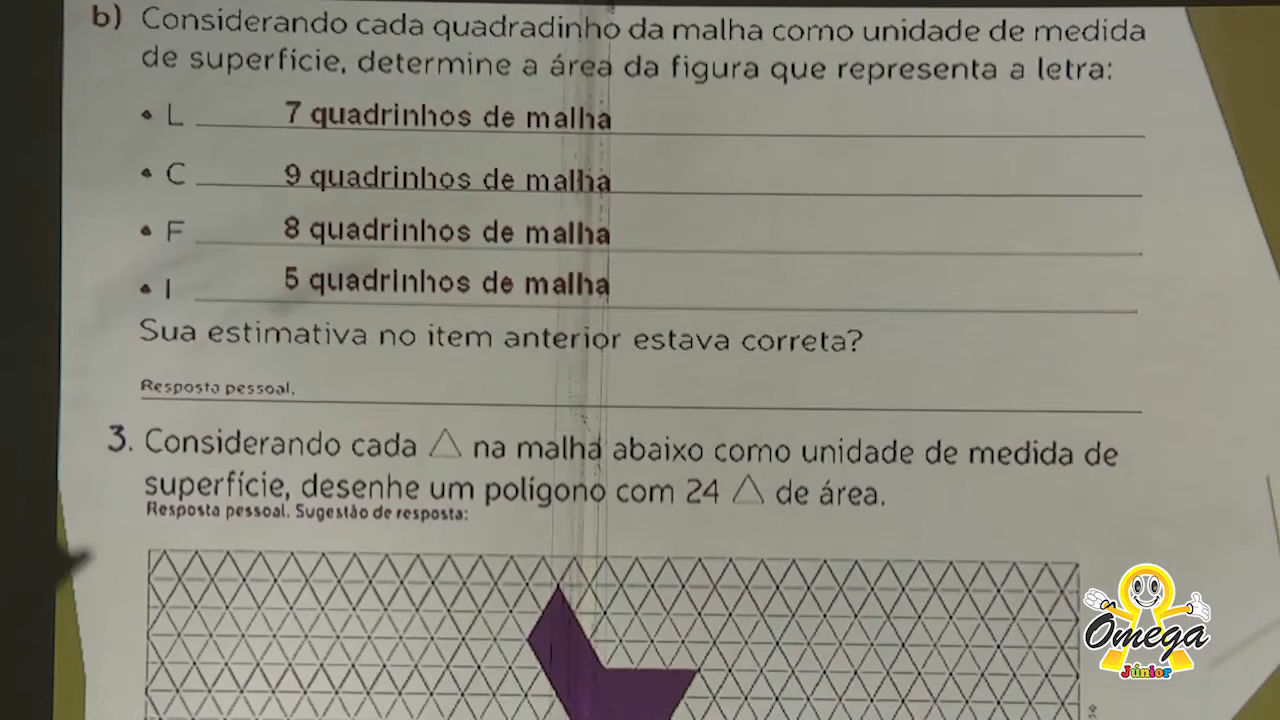 b) Considerando cada quadradinho da malha como unidade de medida
de superfície, determine a área da figura que representa a letra:
• L 7 quadrinhos de malha
• C 9 quadrinhos de malha
• F 8 quadrinhos de malha
• I 5 quadrinhos de malha
Sua estimativa no item anterior estava correta?
Resposta pessoal.
3. Considerando cada △ na malha abaixo como unidade de medida de
superfície, desenhe um polígono com 24 △ de área.
Resposta pessoal. Sugestão de resposta:
Ômega
Júnior